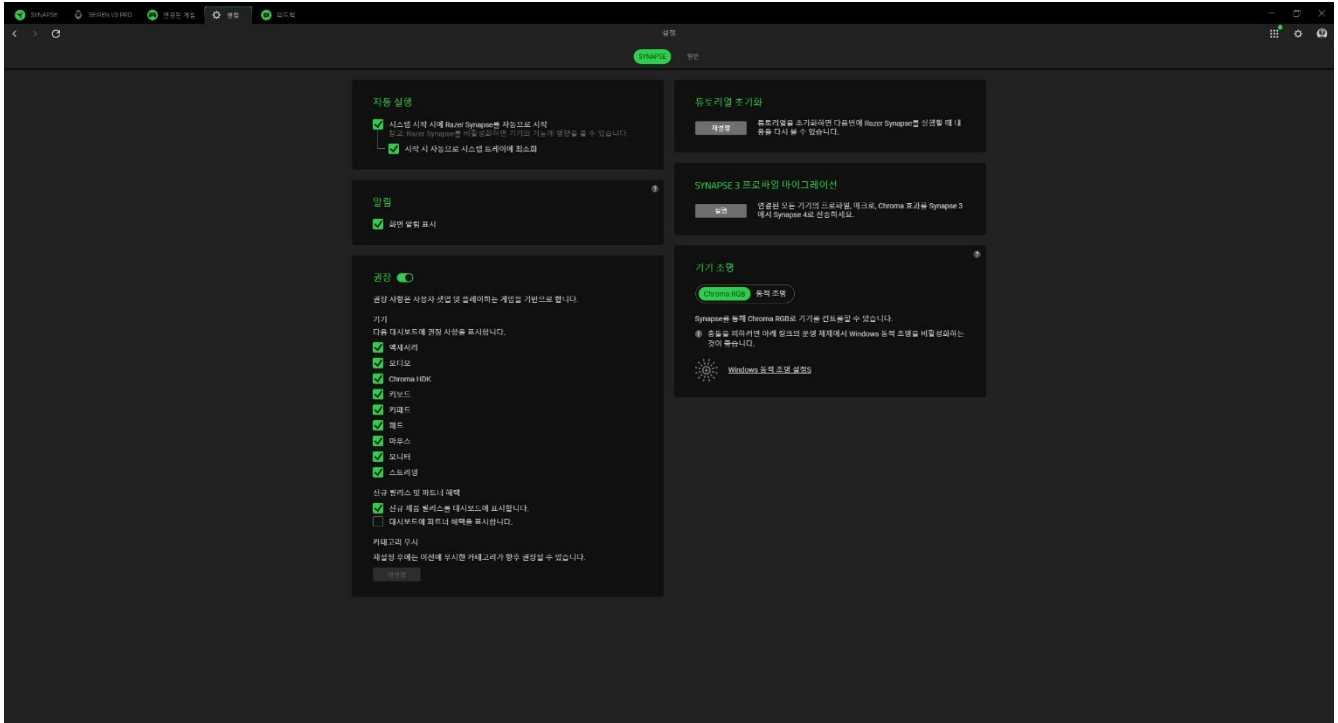 SYNAPSE
SEIREN V3 PRO
연결된 게임
설정
피드백
설정
SYNAPSE
일반
자동 실행
시스템 시작 시에 Razer Synapse를 자동으로 시작
참고: Razer Synapse를 비활성화하면 기기의 기능에 영향을 줄 수 있습니다.
시작 시 자동으로 시스템 트레이에 최소화
알림
화면 알림 표시
권장
권장 사항은 사용자 셋업 및 플레이하는 게임을 기반으로 합니다.
기기
다음 대시보드에 권장 사항을 표시합니다.
액세서리
오디오
Chroma HDK
키보드
키패드
패드
마우스
모니터
스트리밍
신규 릴리스 및 파트너 혜택
신규 제품 릴리스를 대시보드에 표시합니다.
대시보드에 파트너 혜택을 표시합니다.
카테고리 무시
재설정 후에는 이전에 무시한 카테고리가 향후 권장될 수 있습니다.
재설정
튜토리얼 초기화
재설정
튜토리얼을 초기화하면 다음번에 Razer Synapse를 실행할 때 내
용을 다시 볼 수 있습니다.
SYNAPSE 3 프로파일 마이그레이션
실행
연결된 모든 기기의 프로파일, 매크로, Chroma 효과를 Synapse 3
에서 Synapse 4로 전송하세요.
기기 조명
Chroma RGB
동적 조명
Synapse를 통해 Chroma RGB로 기기를 컨트롤할 수 있습니다.
충돌을 피하려면 아래 링크의 운영 체제에서 Windows 동적 조명을 비활성화하는
것이 좋습니다.
Windows 동적 조명 설정S